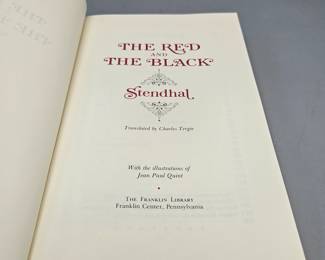 THE RED
AND
THE BLACK
Stendhal
Translated by Charles Tergie
With the illustrations of
Jean Paul Quint
THE FRANKLIN LIBRARY
Franklin Center, Pennsylvania